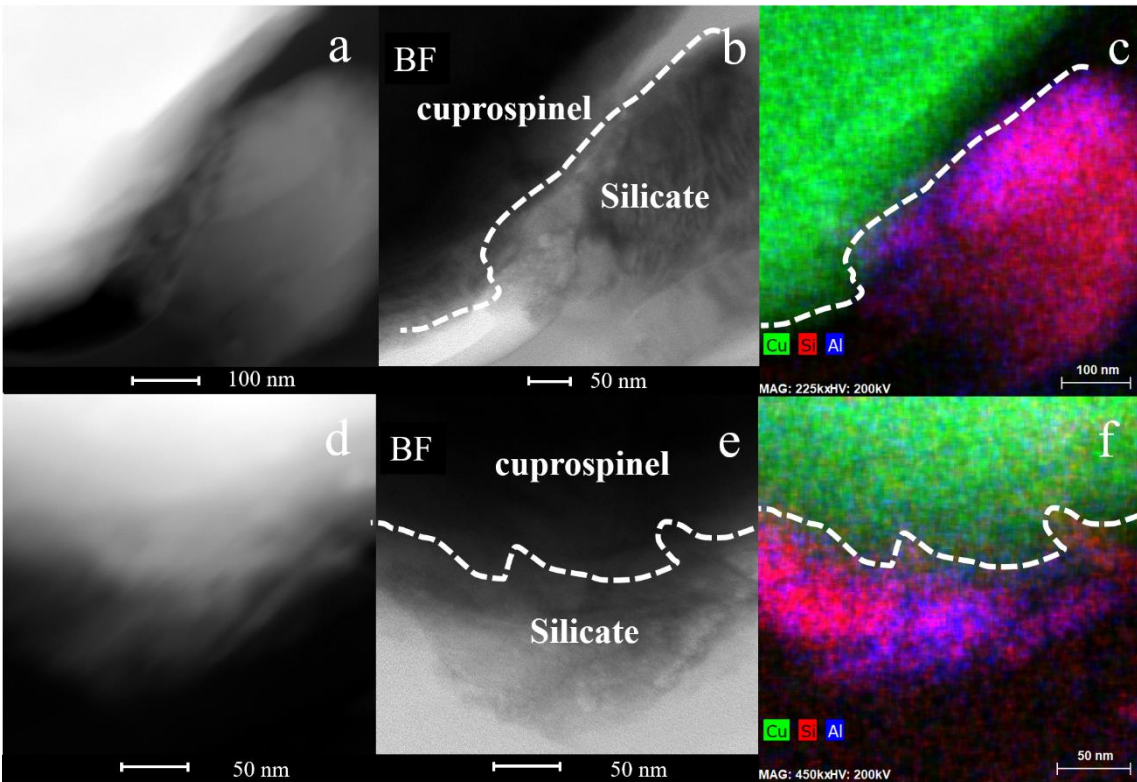 a
100 nm
BF
b
cuprospinel
Silicate
50 nm
c
Cu Si Al
MAG: 225kxHV: 200kV
100 nm
d
50 nm
BF
e
cuprospinel
Silicate
50 nm
f
Cu Si Al
MAG: 450kxHV: 200kV
50 nm